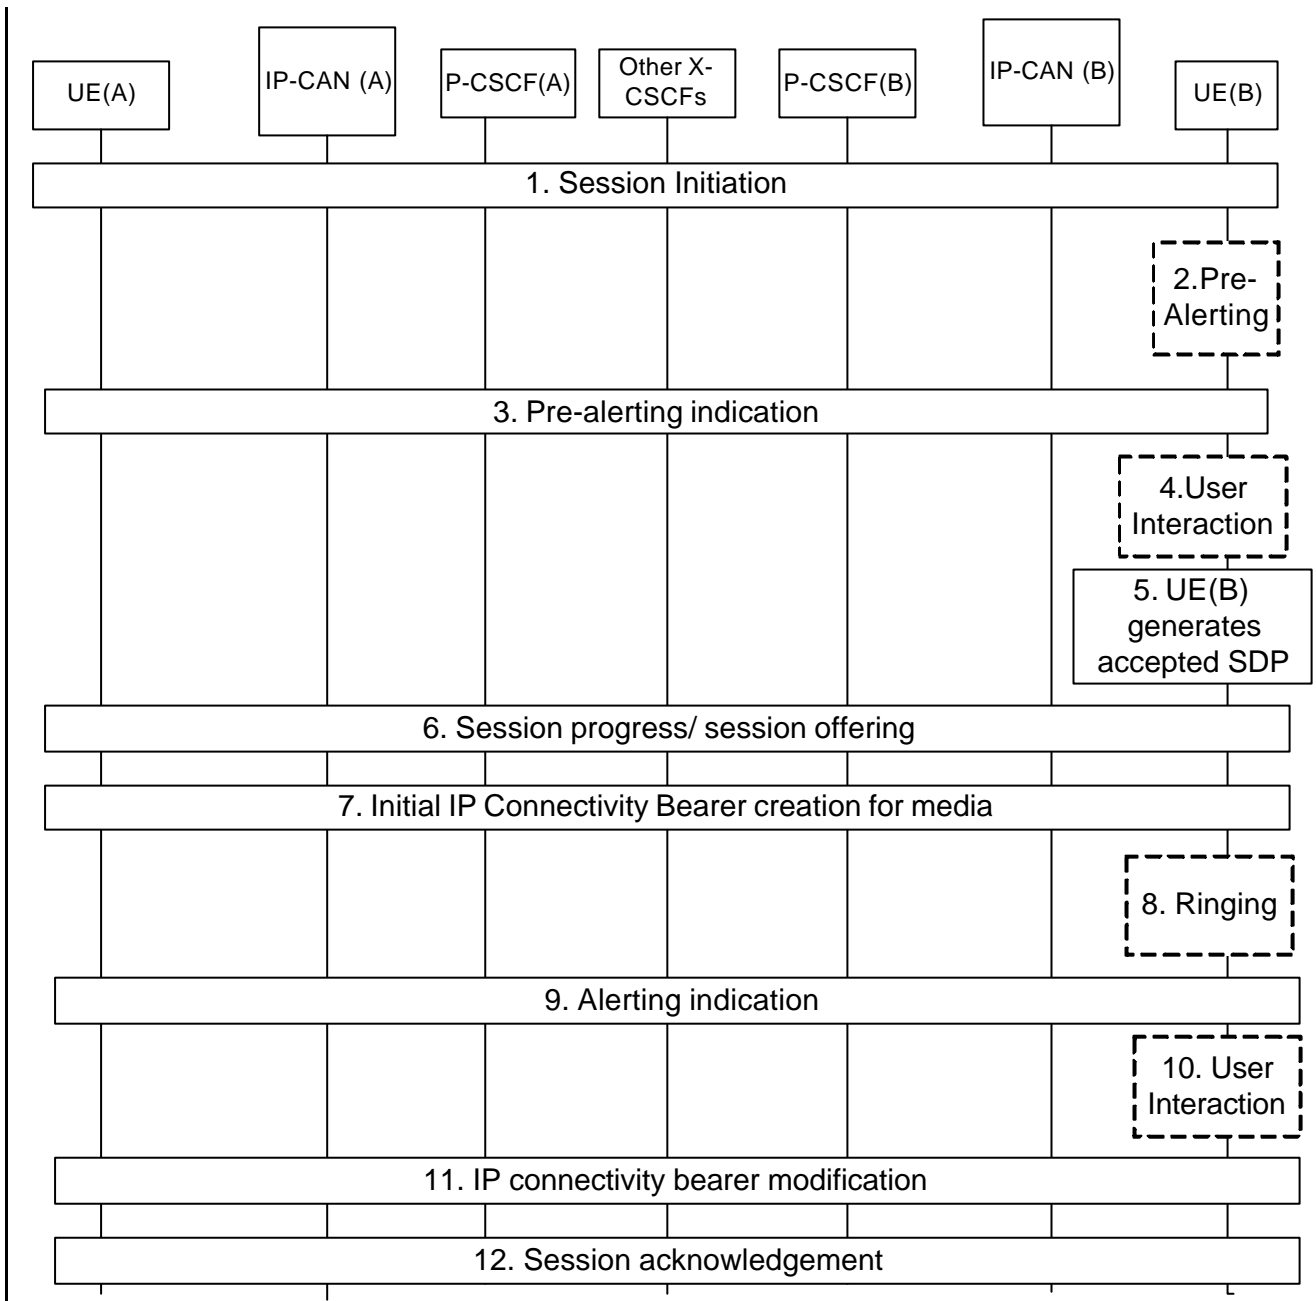 UE(A)
IP-CAN (A)
P-CSCF(A)
Other X-
CSCFs
P-CSCF(B)
IP-CAN (B)
UE(B)
1. Session Initiation
2.Pre-
Alerting
3. Pre-alerting indication
4.User
Interaction
5. UE(B)
generates
accepted SDP
6. Session progress/ session offering
7. Initial IP Connectivity Bearer creation for media
8. Ringing
9. Alerting indication
10. User
Interaction
11. IP connectivity bearer modification
12. Session acknowledgement